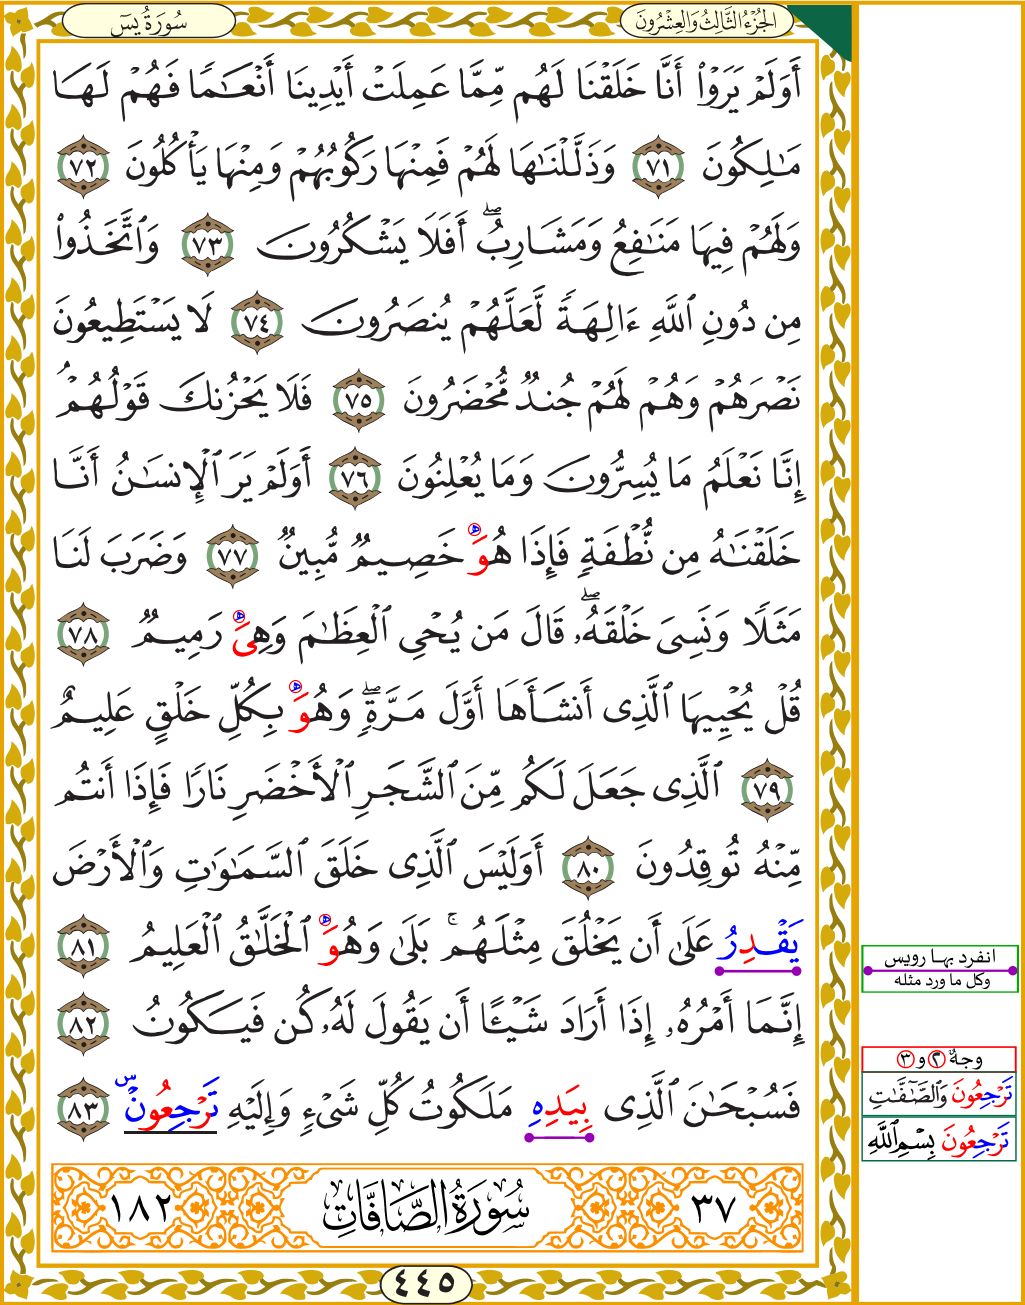 الجُزْءُ الثَّالِثُ وَالعِشْرُونَ
سُورَةُ يسٓ
أَوَلَمْ يَرَوْا۟ أَنَّا خَلَقْنَا لَهُم مِّمَّا عَمِلَتْ أَيْدِينَا أَنْعَـٰمًا فَهُمْ لَهَا
مَـٰلِكُونَ ٧١ وَذَلَّلْنَـٰهَا لَهُمْ فَمِنْهَا رَكُوبُهُمْ وَمِنْهَا يَأْكُلُونَ ٧٢
وَلَهُمْ فِيهَا مَنَـٰفِعُ وَمَشَارِبُۖ أَفَلَا يَشْكُرُونَ ٧٣ وَٱتَّخَذُوا۟
مِن دُونِ ٱللَّهِ ءَالِهَةً لَّعَلَّهُمْ يُنصَرُونَ ٧٤ لَا يَسْتَطِيعُونَ
نَصْرَهُمْ وَهُمْ لَهُمْ جُندٌ مُّحْضَرُونَ ٧٥ فَلَا يَحْزُنكَ قَوْلُهُمْۘ
إِنَّا نَعْلَمُ مَا يُسِرُّونَ وَمَا يُعْلِنُونَ ٧٦ أَوَلَمْ يَرَ ٱلْإِنسَـٰنُ أَنَّا
خَلَقْنَـٰهُ مِن نُّطْفَةٍ فَإِذَا هُوَ خَصِيمٌ مُّبِينٌ ٧٧ وَضَرَبَ لَنَا
مَثَلًا وَنَسِىَ خَلْقَهُۥۖ قَالَ مَن يُحْىِ ٱلْعِظَـٰمَ وَهِىَ رَمِيمٌ ٧٨
قُلْ يُحْيِيهَا ٱلَّذِى أَنشَأَهَا أَوَّلَ مَرَّةٍۖ وَهُوَ بِكُلِّ خَلْقٍ عَلِيمٌ
٧٩ ٱلَّذِى جَعَلَ لَكُم مِّنَ ٱلشَّجَرِ ٱلْأَخْضَرِ نَارًا فَإِذَا أَنتُم
مِّنْهُ تُوقِدُونَ ٨٠ أَوَلَيْسَ ٱلَّذِى خَلَقَ ٱلسَّمَـٰوَٰتِ وَٱلْأَرْضَ
يَقْدِرُ عَلَىٰ أَن يَخْلُقَ مِثْلَهُمۚ بَلَىٰ وَهُوَ ٱلْخَلَّـٰقُ ٱلْعَلِيمُ ٨١
إِنَّمَا أَمْرُهُۥ إِذَا أَرَادَ شَيْـًٔا أَن يَقُولَ لَهُۥ كُن فَيَكُونُ ٨٢
فَسُبْحَـٰنَ ٱلَّذِى بِيَدِهِ مَلَكُوتُ كُلِّ شَىْءٍ وَإِلَيْهِ تَرْجِعُونَۜ ٨٣
٣٧ سُورَةُ الصَّافَّاتِ ١٨٢
٤٤٥
انفرد بها رويس
وكل ما ورد مثله
وجهٌ ٢ و ٣
تَرْجِعُونَ وَٱلصَّـٰٓفَّـٰتِ
تَرْجِعُونَ بِسْمِ ٱللَّهِ